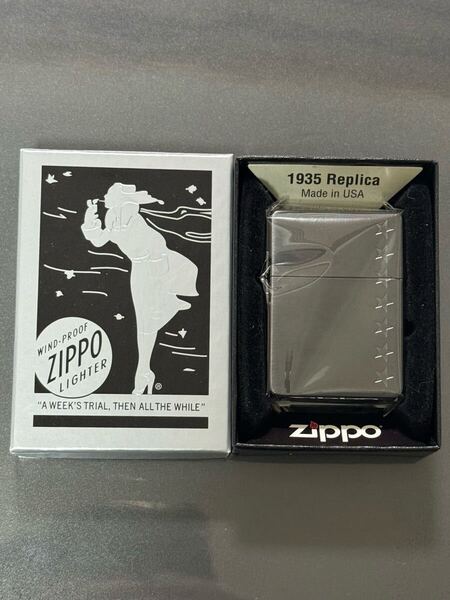 WIND-PROOF
ZIPPO
LIGHTER
®
"A WEEK'S TRIAL, THEN ALL THE WHILE"
1935 Replica
Made in USA
zippo